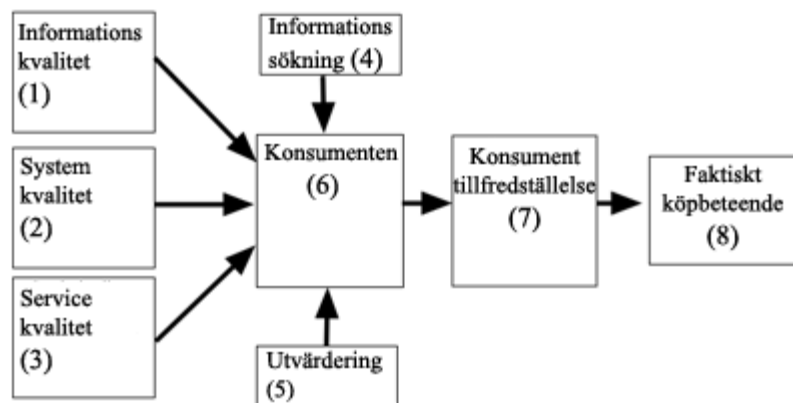 Informations
kvalitet
(1)
System
kvalitet
(2)
Service
kvalitet
(3)
Informations
sökning (4)
Utvärdering
(5)
Konsumenten
(6)
Konsument
tillfredställelse
(7)
Faktiskt
köpbeteende
(8)